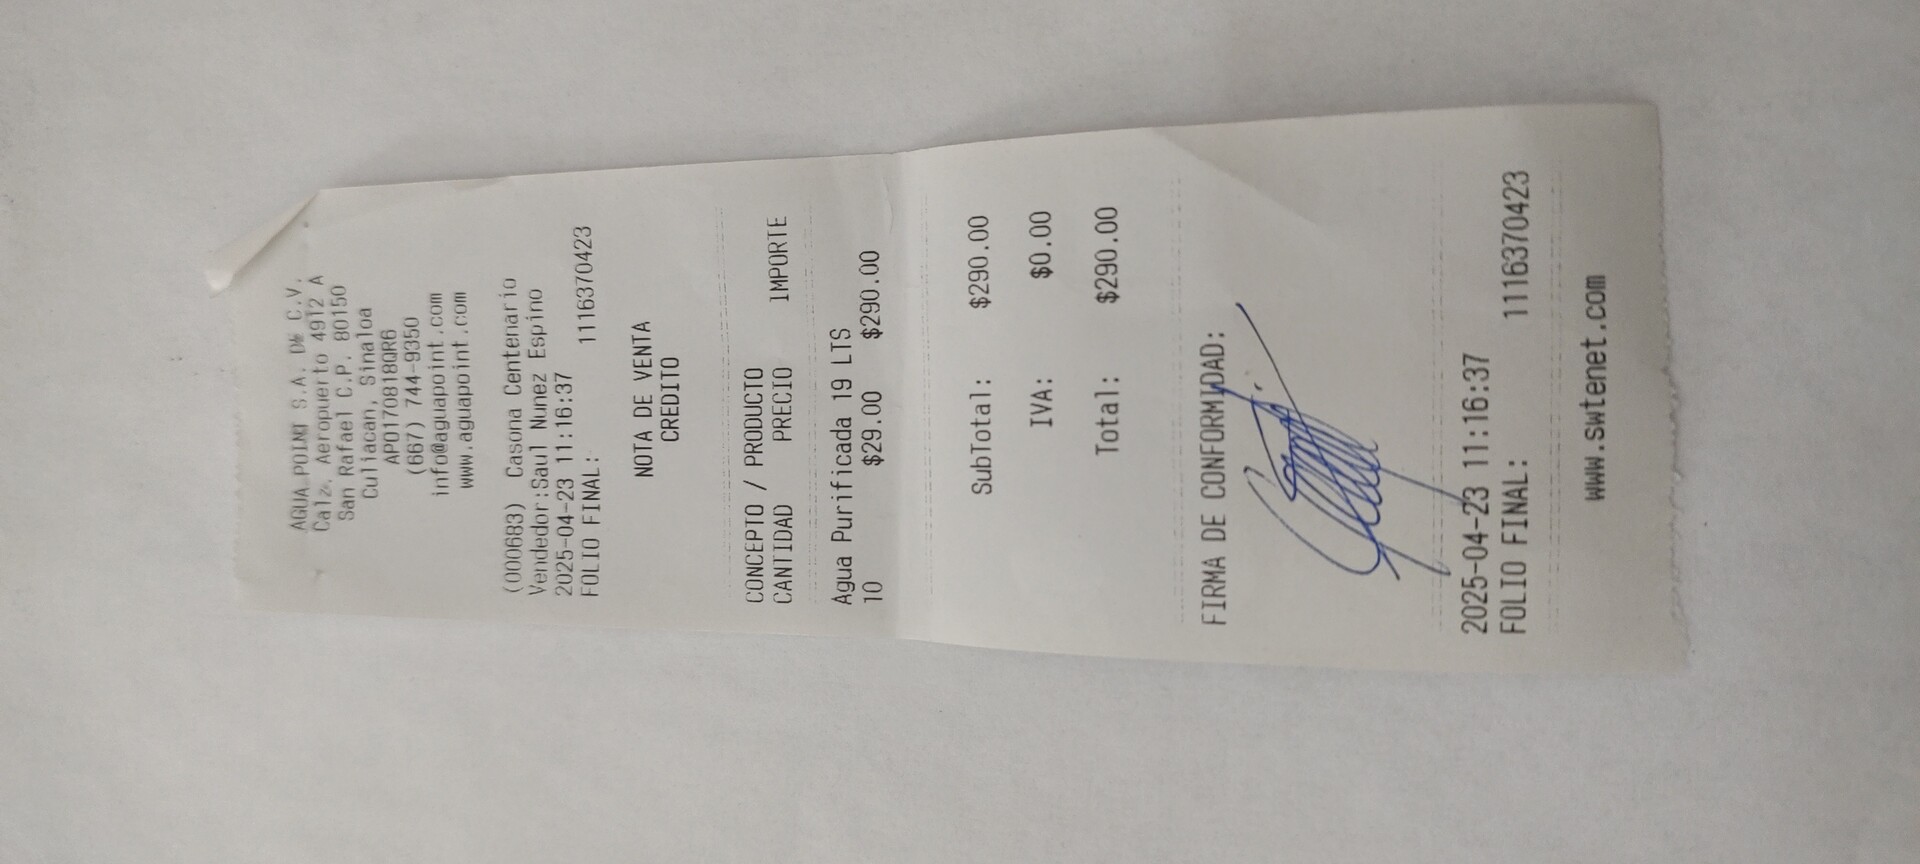 AGUA POINT S.A. DE C.V.
Calz. Aeropuerto 4912 A
San Rafael C.P. 80150
Culiacan, Sinaloa
APO170818QR6
(667) 744-9350
info@aguapoint.com
www.aguapoint.com
(000683) Casona Centenario
Vendedor:Saul Nunez Espino
2025-04-23 11:16:37
FOLIO FINAL: 1116370423
NOTA DE VENTA
CREDITO
CONCEPTO / PRODUCTO
CANTIDAD PRECIO IMPORTE
Agua Purificada 19 LTS
10 $29.00 $290.00
SubTotal: $290.00
IVA: $0.00
Total: $290.00
FIRMA DE CONFORMIDAD:
2025-04-23 11:16:37
FOLIO FINAL: 1116370423
www.swtenet.com